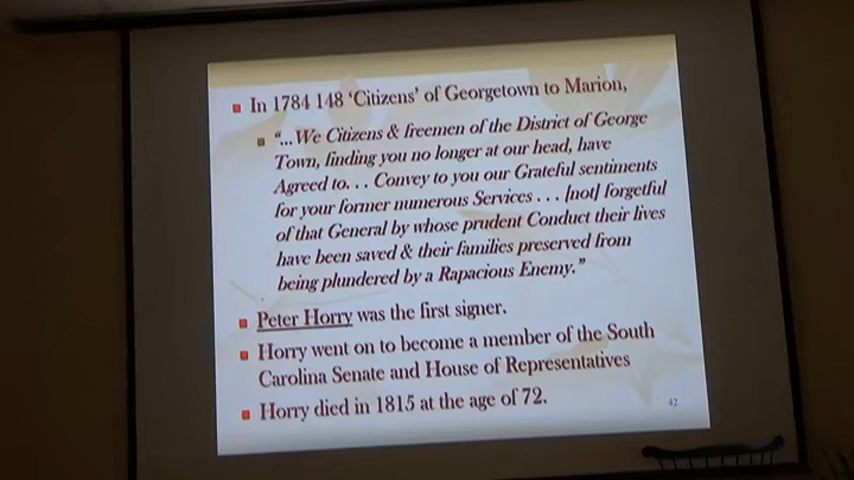 In 1784 148 ‘Citizens’ of Georgetown to Marion,
“...We Citizens & freemen of the District of George
Town, finding you no longer at our head, have
Agreed to. . . Convey to you our Grateful sentiments
for your former numerous Services . . . [not] forgetful
of that General by whose prudent Conduct their lives
have been saved & their families preserved from
being plundered by a Rapacious Enemy.”
Peter Horry was the first signer.
Horry went on to become a member of the South
Carolina Senate and House of Representatives
Horry died in 1815 at the age of 72.
42